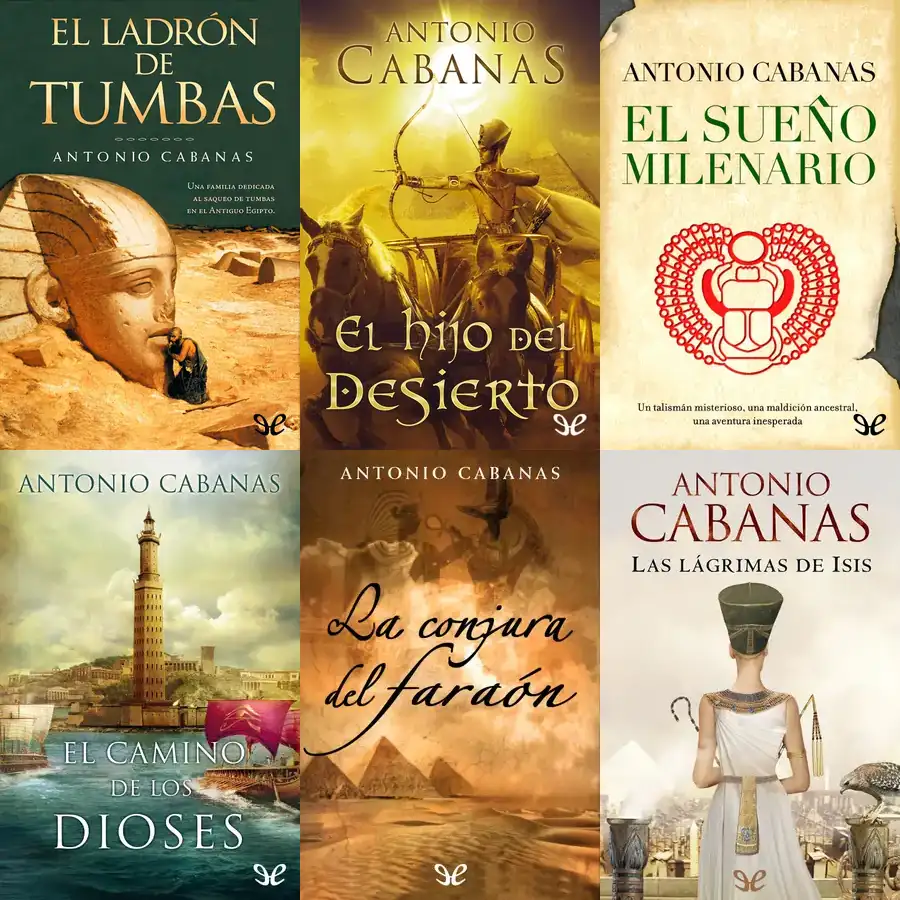 EL LADRÓN
DE
TUMBAS
ANTONIO CABANAS
UNA FAMILIA DEDICADA
AL SAQUEO DE TUMBAS
EN EL ANTIGUO EGIPTO.
ANTONIO
CABANAS
EL hIJO DEL
DESIERTO
ANTONIO CABANAS
EL SUEÑO
MILENARIO
Un talismán misterioso, una maldición ancestral,
una aventura inesperada
ANTONIO CABANAS
EL CAMINO
DE LOS
DIOSES
ANTONIO CABANAS
La conjura
del faraón
ANTONIO
CABANAS
LAS LÁGRIMAS DE ISIS